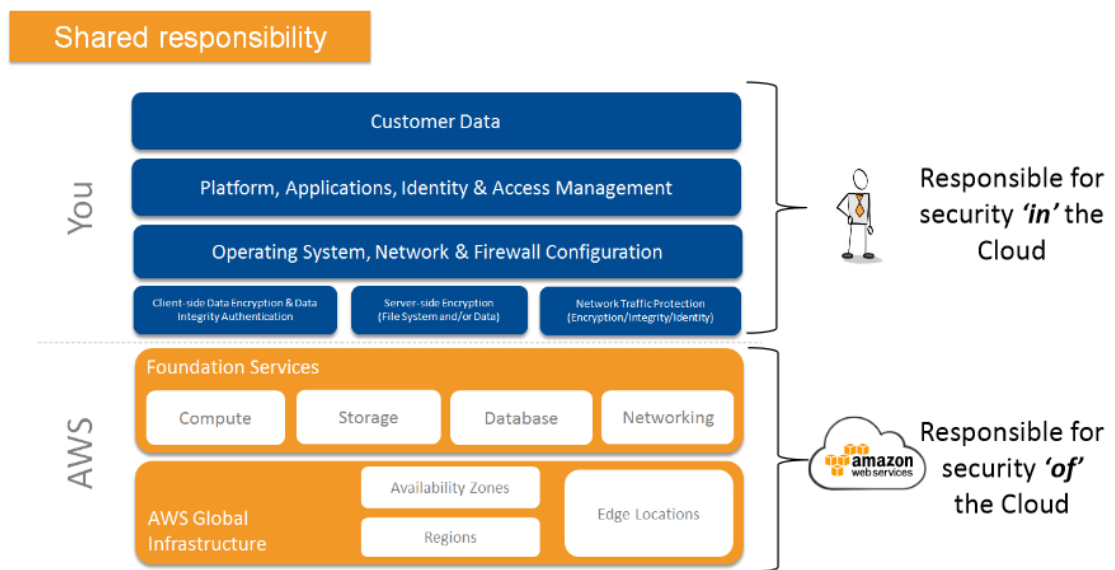 Shared responsibility
You
Customer Data
Platform, Applications, Identity & Access Management
Operating System, Network & Firewall Configuration
Client-side Data Encryption & Data
Integrity Authentication
Server-side Encryption
(File System and/or Data)
Network Traffic Protection
(Encryption/Integrity/Identity)
Responsible for
security ‘in’ the
Cloud
AWS
Foundation Services
Compute
Storage
Database
Networking
AWS Global
Infrastructure
Availability Zones
Regions
Edge Locations
amazon
web services
Responsible for
security ‘of’
the Cloud